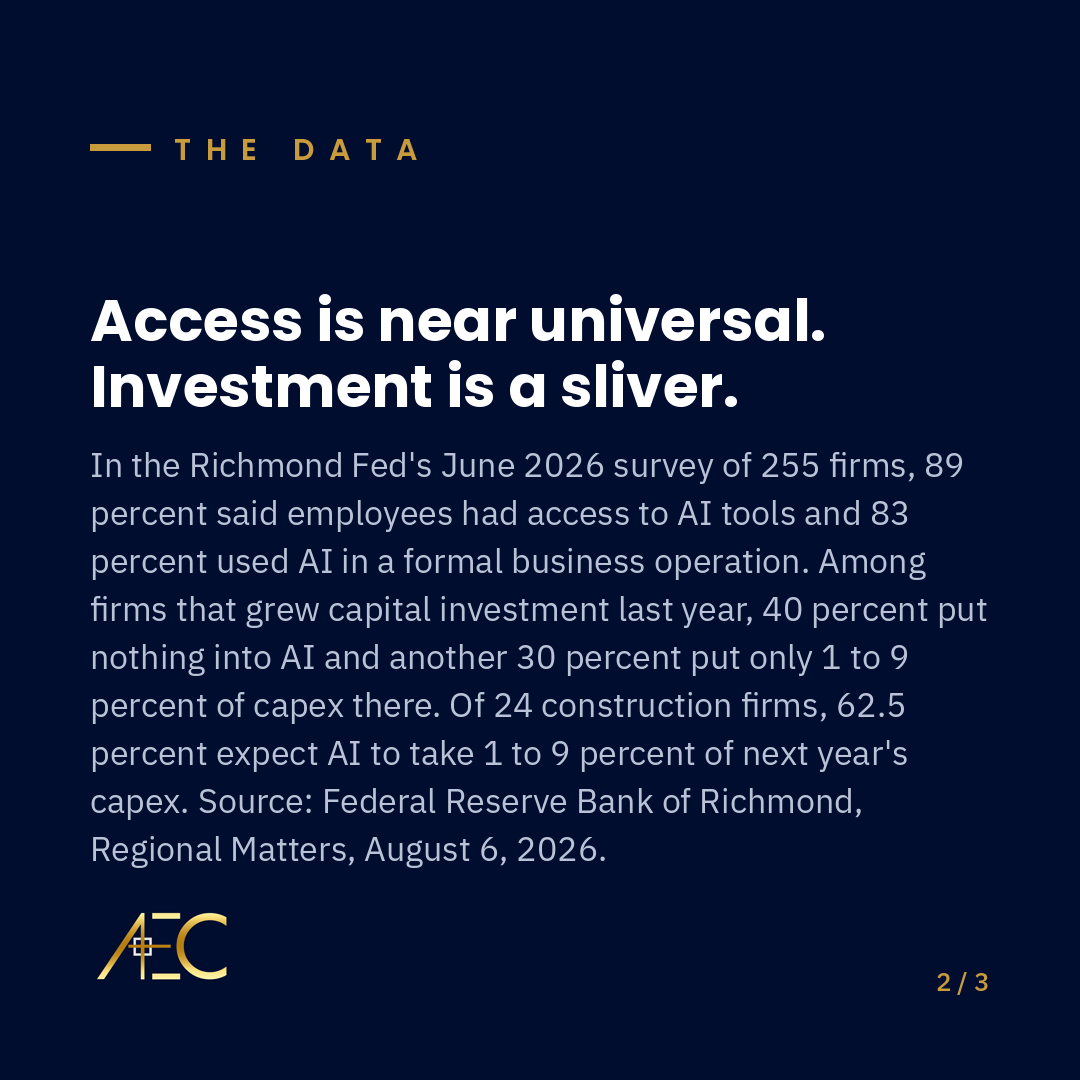 THE DATA
Access is near universal.
Investment is a sliver.
In the Richmond Fed's June 2026 survey of 255 firms, 89
percent said employees had access to AI tools and 83
percent used AI in a formal business operation. Among
firms that grew capital investment last year, 40 percent put
nothing into AI and another 30 percent put only 1 to 9
percent of capex there. Of 24 construction firms, 62.5
percent expect AI to take 1 to 9 percent of next year's
capex. Source: Federal Reserve Bank of Richmond,
Regional Matters, August 6, 2026.
AEC
2 / 3